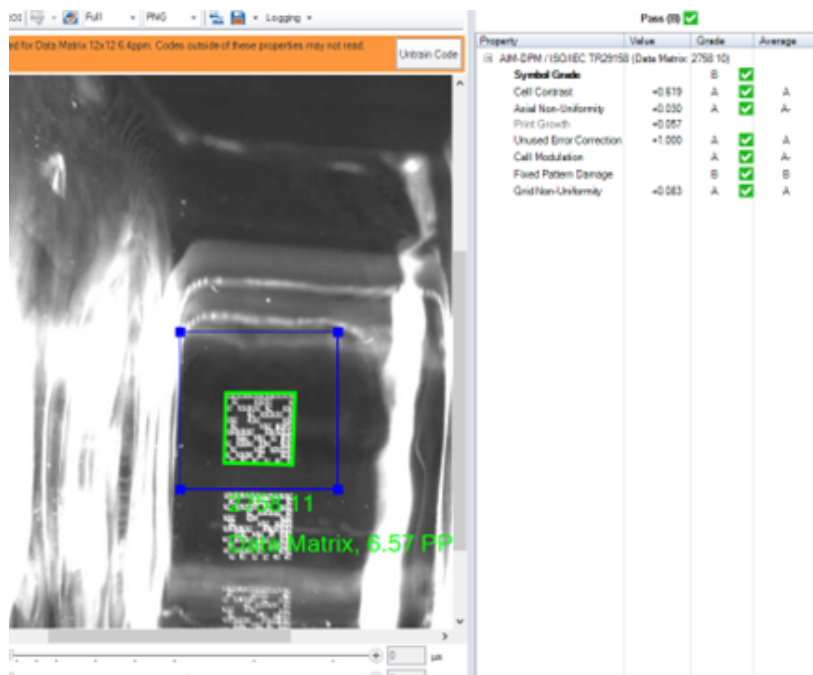 Full PNG Logging
ed for Data Matrix 12x12 6.4ppm. Codes outside of these properties may not read.
Untrain Code
2758 11
Data Matrix, 6.57 PP
0 µm
0
Pass (B)
Property Value Grade Average
AIM-DPM / ISO/IEC TR29158 (Data Matrix: 2758 10)
Symbol Grade B
Cell Contrast +0.619 A A
Axial Non-Uniformity +0.030 A A-
Print Growth +0.057
Unused Error Correction +1.000 A A
Cell Modulation A A-
Fixed Pattern Damage B B
Grid Non-Uniformity +0.083 A A